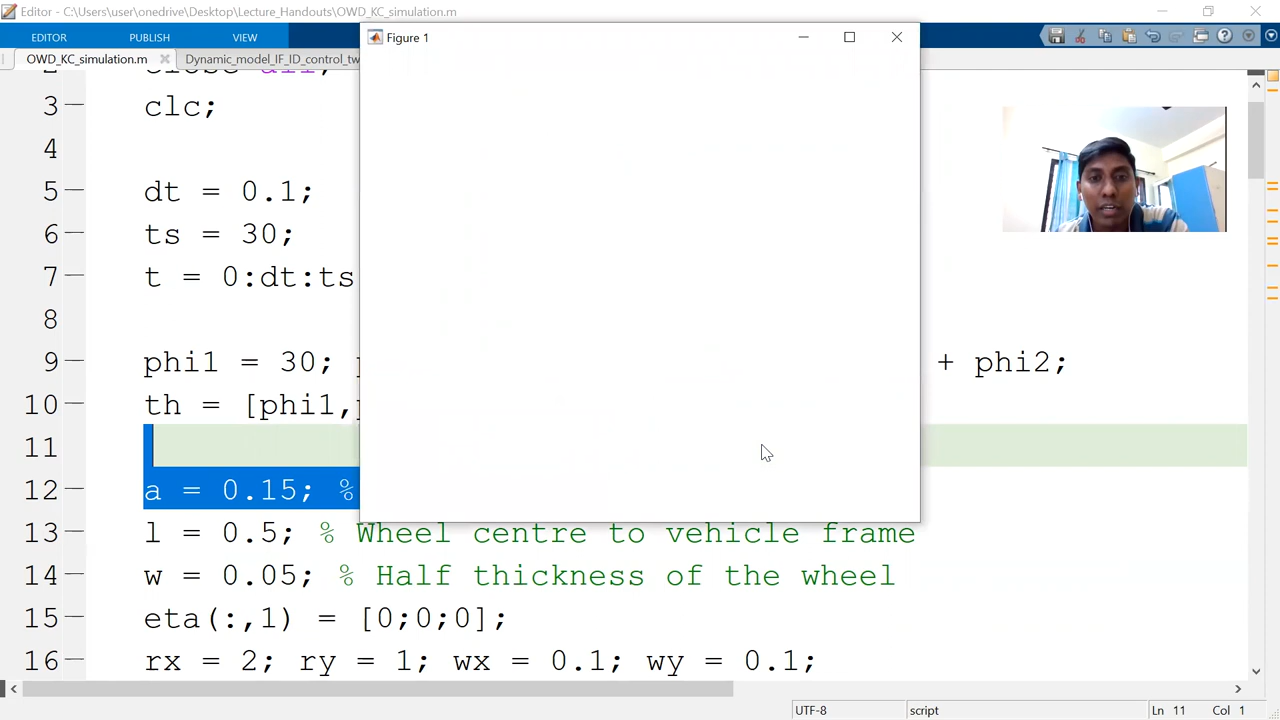 Editor - C:\Users\user\onedrive\Desktop\Lecture_Handouts\OWD_KC_simulation.m
EDITOR PUBLISH VIEW
OWD_KC_simulation.m Dynamic_model_IF_ID_control_tw
Figure 1
3 clc;
4
5 dt = 0.1;
6 ts = 30;
7 t = 0:dt:ts
8
9 phi1 = 30; + phi2;
10 th = [phi1,
11
12 a = 0.15; %
13 l = 0.5; % Wheel centre to vehicle frame
14 w = 0.05; % Half thickness of the wheel
15 eta(:,1) = [0;0;0];
16 rx = 2; ry = 1; wx = 0.1; wy = 0.1;
UTF-8 script Ln 11 Col 1